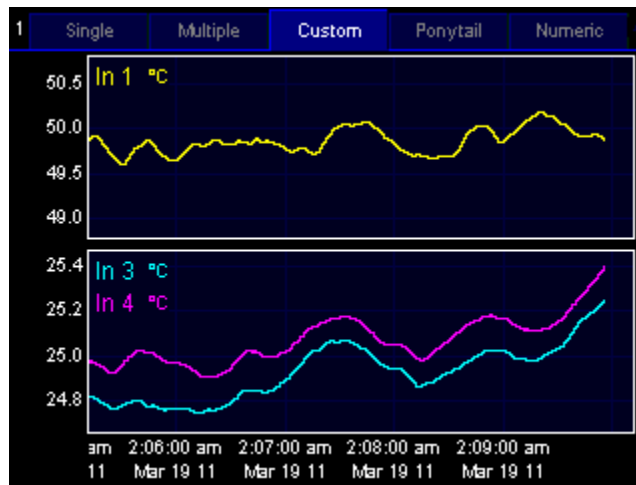 1 Single Multiple Custom Ponytail Numeric
In 1 °C
50.5
50.0
49.5
49.0
In 3 °C
In 4 °C
25.4
25.2
25.0
24.8
am 2:06:00 am 2:07:00 am 2:08:00 am 2:09:00 am
11 Mar 19 11 Mar 19 11 Mar 19 11 Mar 19 11